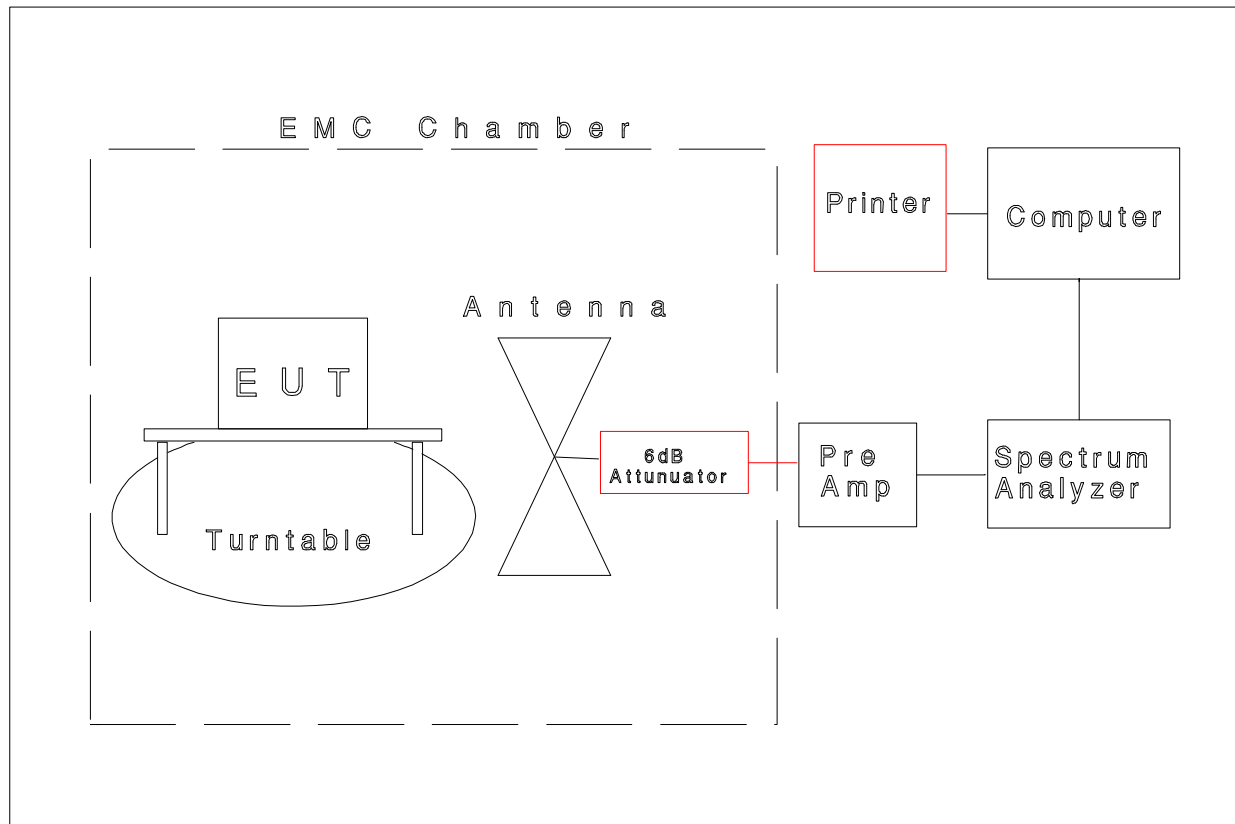 EMC Chamber
Printer
Computer
Antenna
EUT
6dB
Attunuator
Pre
Amp
Spectrum
Analyzer
Turntable